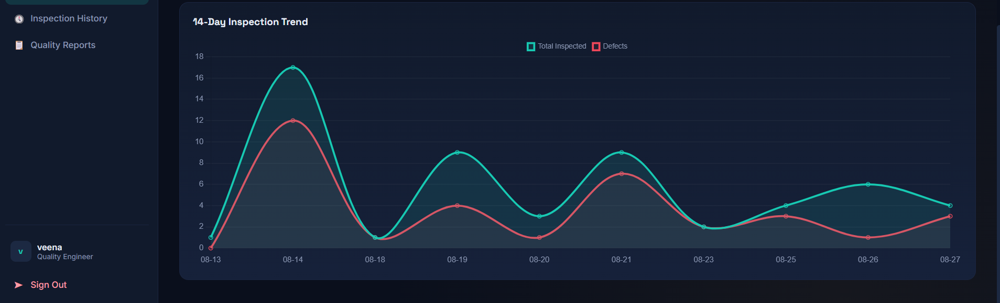 Inspection History
Quality Reports
v
veena
Quality Engineer
Sign Out
14-Day Inspection Trend
Total Inspected
Defects
18
16
14
12
10
8
6
4
2
0
08-13
08-14
08-18
08-19
08-20
08-21
08-23
08-25
08-26
08-27